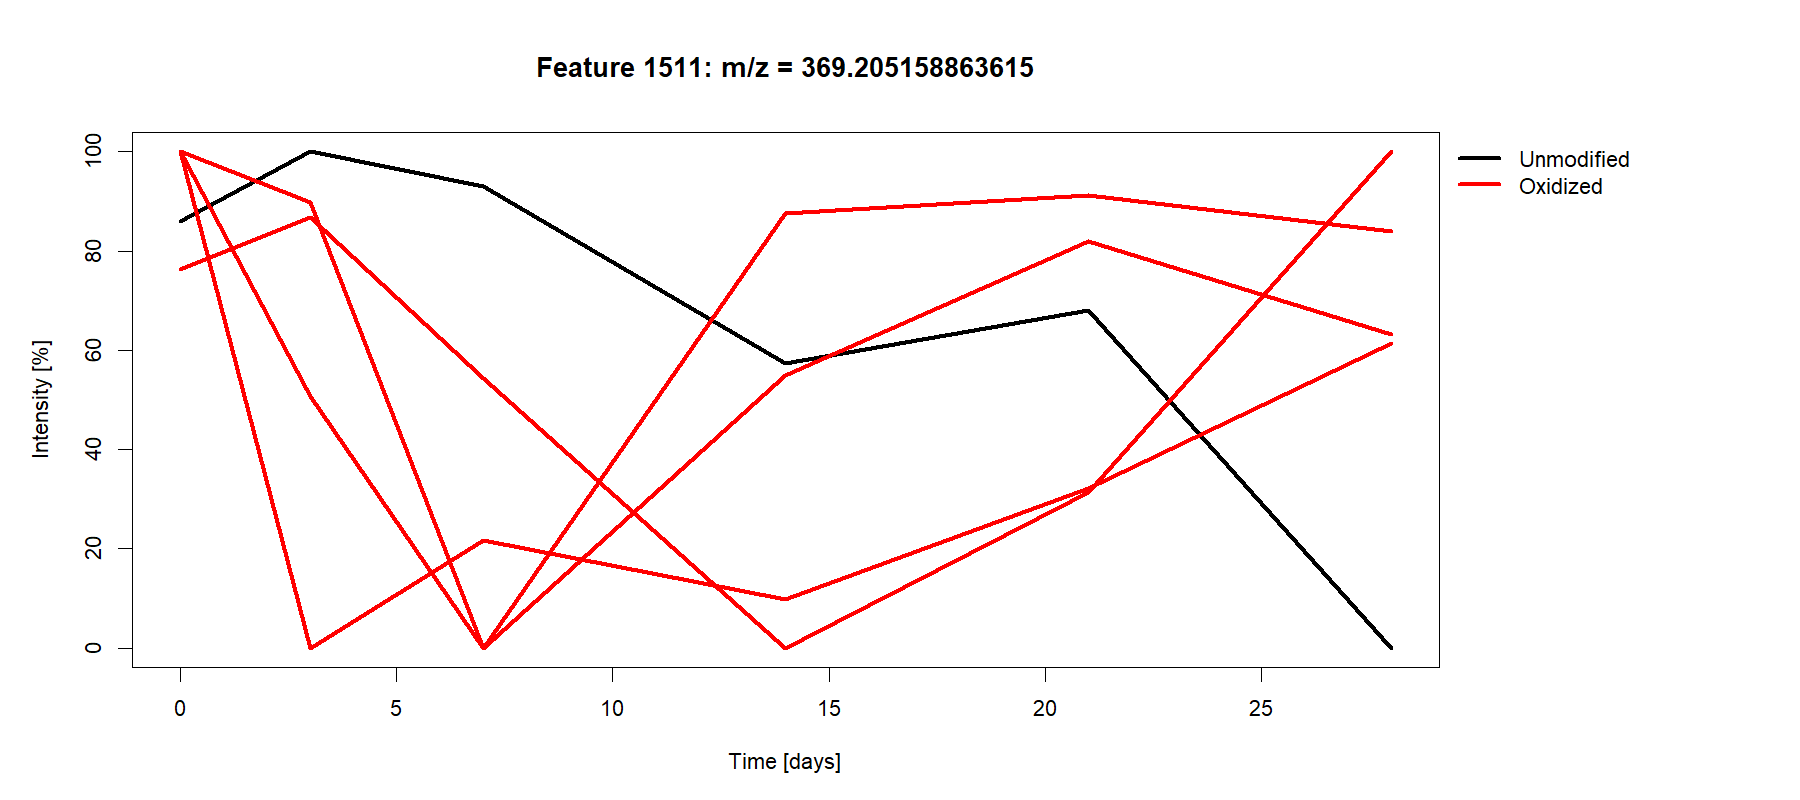 Feature 1511: m/z = 369.205158863615
Unmodified
Oxidized
Intensity [%]
100
80
60
40
20
0
0 5 10 15 20 25
Time [days]